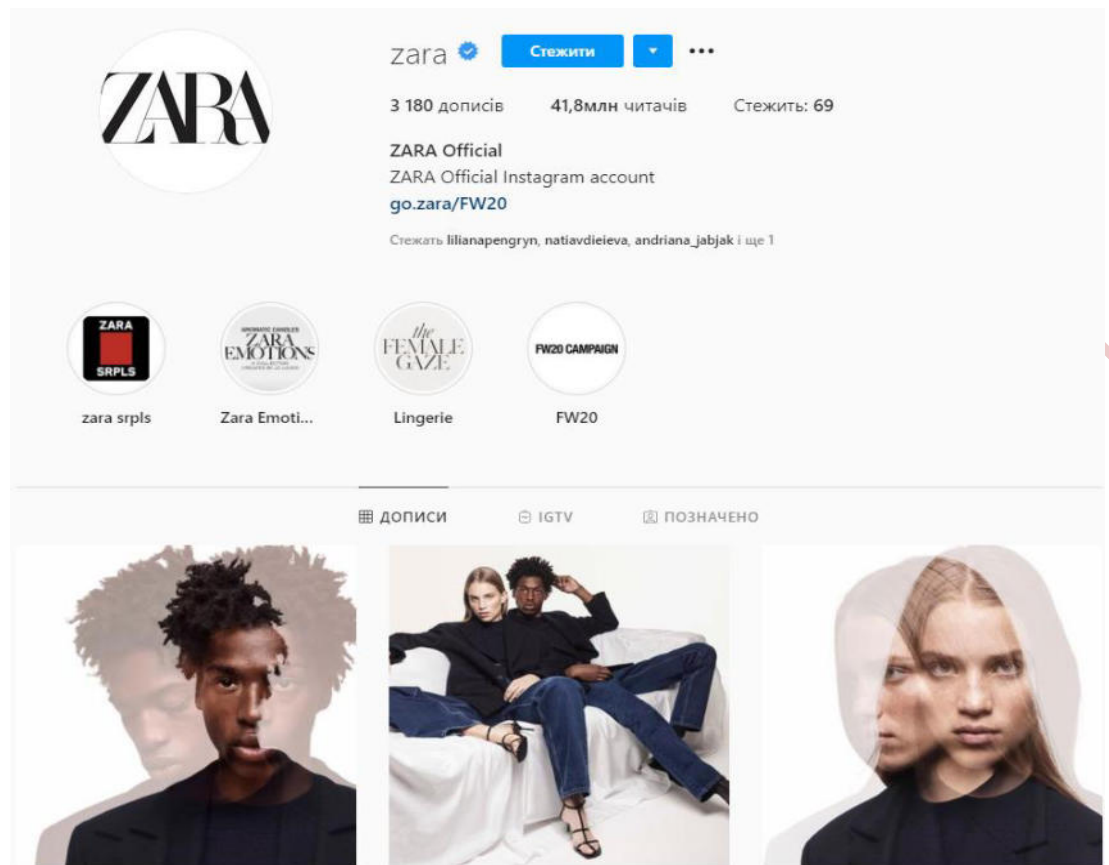 ZARA
zara
Стежити
3 180 дописів 41,8млн читачів Стежить: 69
ZARA Official
ZARA Official Instagram account
go.zara/FW20
Стежать lilianapengryn, natiavdieieva, andriana_jabjak і ще 1
ZARA
SRPLS
AROMATIC CANDLES
ZARA
EMOTIONS
the
FEMALE
GAZE
FW20 CAMPAIGN
zara srpls Zara Emoti... Lingerie FW20
ДОПИСИ IGTV ПОЗНАЧЕНО